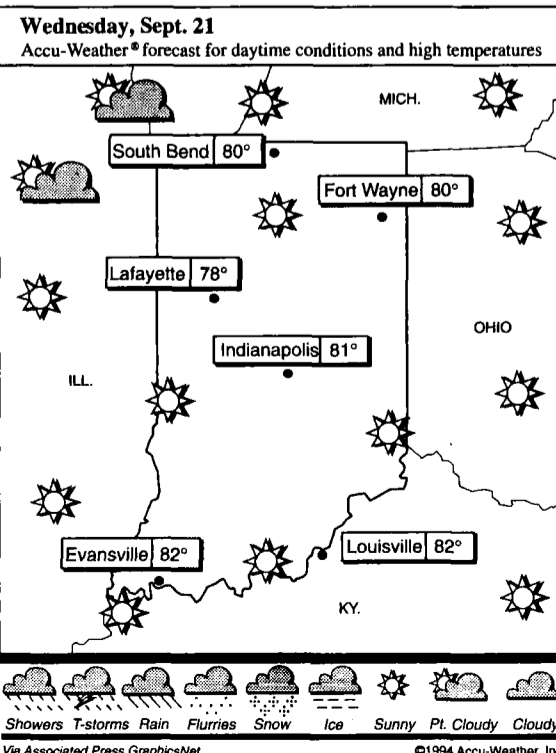 Wednesday, Sept. 21
Accu-Weather® forecast for daytime conditions and high temperatures
MICH.
South Bend 80°
Fort Wayne 80°
Lafayette 78°
OHIO
Indianapolis 81°
ILL.
Evansville 82°
Louisville 82°
KY.
Showers T-storms Rain Flurries Snow Ice Sunny Pt. Cloudy Cloudy
Via Associated Press GraphicsNet ©1994 Accu-Weather, In